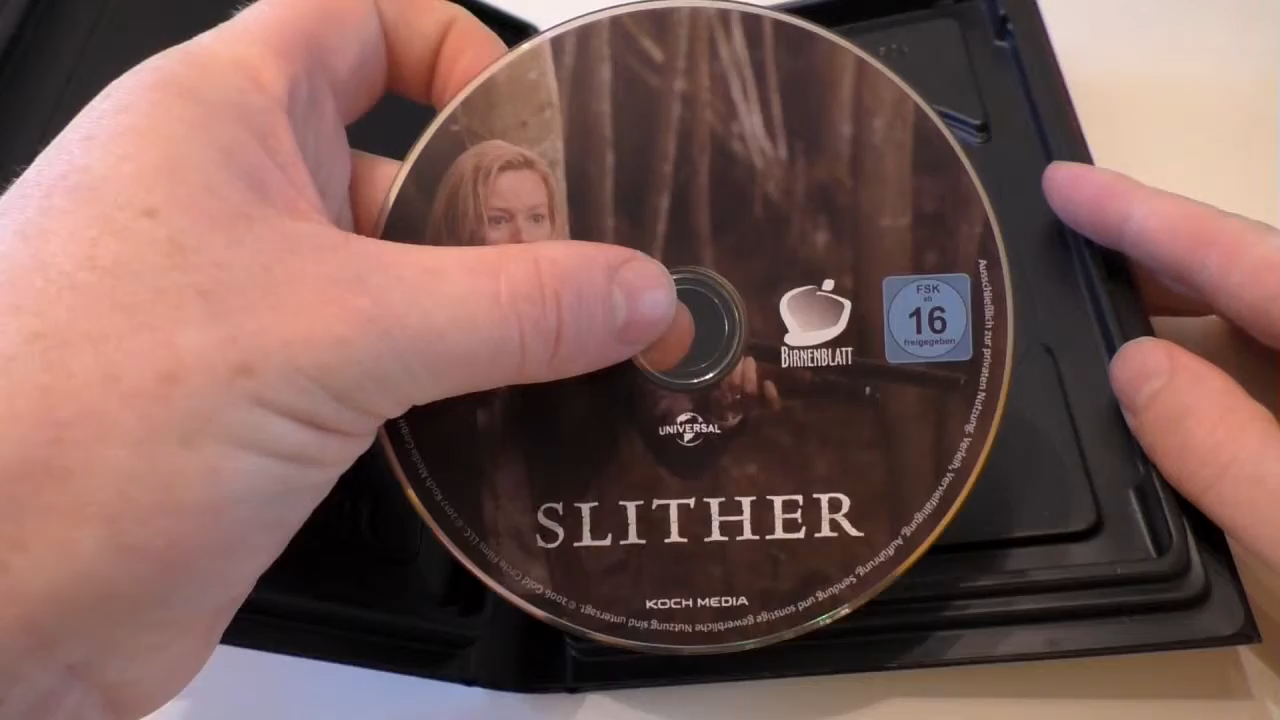 FSK
ab
16
freigegeben
BIRNENBLATT
UNIVERSAL
SLITHER
KOCH MEDIA
Ausschließlich zur privaten Nutzung. Verleih, Vervielfältigung, Aufführung, Sendung und sonstige gewerbliche Nutzung sind untersagt. © 2006 Gold Circle Films LLC. © 2017 Koch Media GmbH